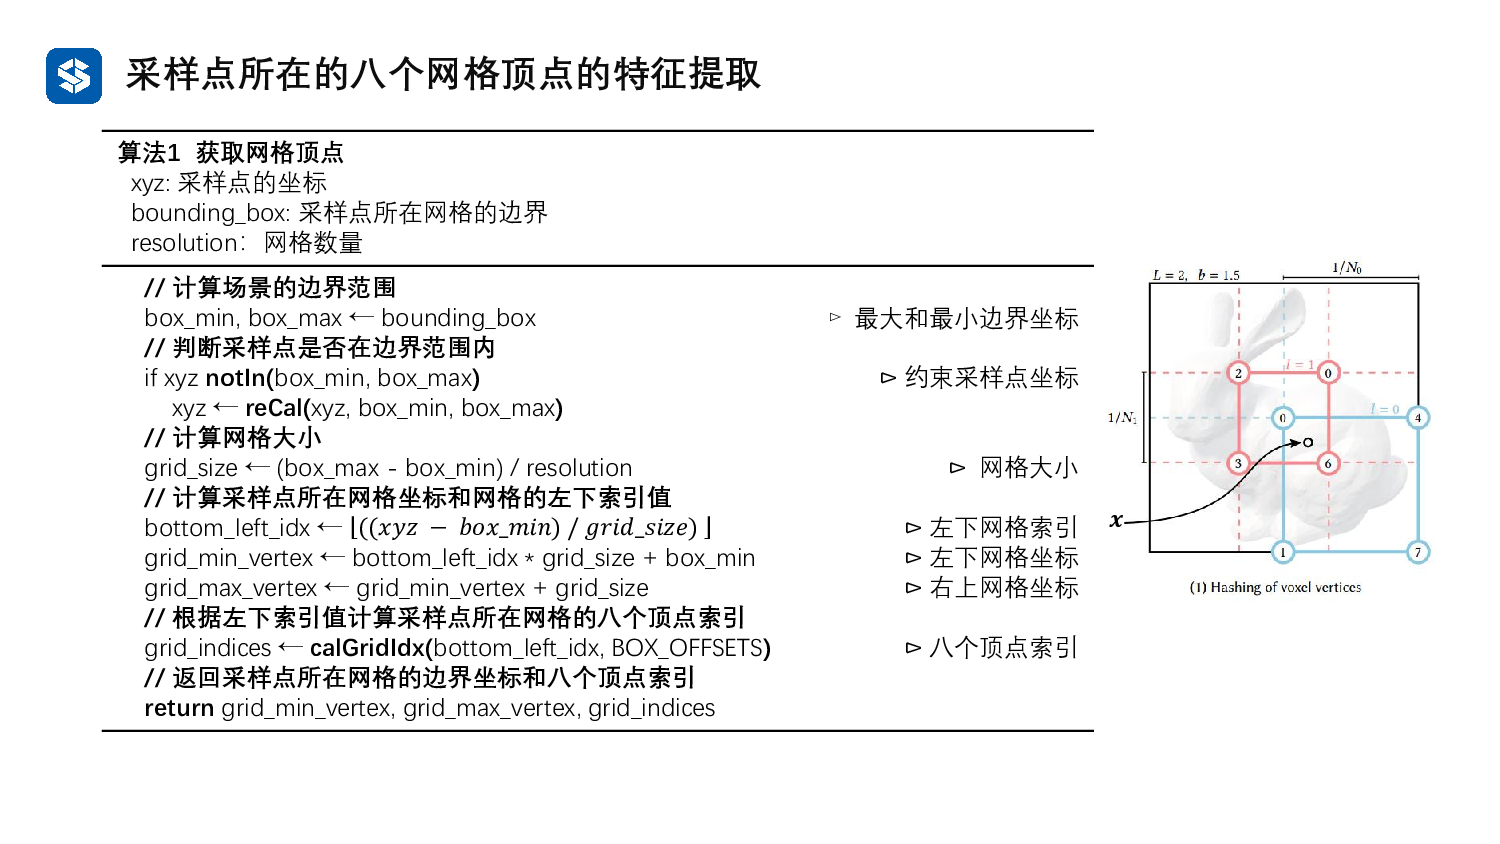 采样点所在的八个网格顶点的特征提取
算法1  获取网格顶点
xyz: 采样点的坐标
bounding_box: 采样点所在网格的边界
resolution： 网格数量
// 计算场景的边界范围
box_min, box_max ← bounding_box ▷ 最大和最小边界坐标
// 判断采样点是否在边界范围内
if xyz notIn(box_min, box_max) ▷ 约束采样点坐标
xyz ← reCal(xyz, box_min, box_max)
// 计算网格大小
grid_size ← (box_max - box_min) / resolution ▷ 网格大小
// 计算采样点所在网格坐标和网格的左下索引值
bottom_left_idx ← ⌊((xyz − box_min) / grid_size) ⌋ ▷ 左下网格索引
grid_min_vertex ← bottom_left_idx * grid_size + box_min ▷ 左下网格坐标
grid_max_vertex ← grid_min_vertex + grid_size ▷ 右上网格坐标
// 根据左下索引值计算采样点所在网格的八个顶点索引
grid_indices ← calGridIdx(bottom_left_idx, BOX_OFFSETS) ▷ 八个顶点索引
// 返回采样点所在网格的边界坐标和八个顶点索引
return grid_min_vertex, grid_max_vertex, grid_indices
L = 2, b = 1.5
1/N₀
l = 1
2
0
l = 0
1/N₁
0
4
3
6
x
1
7
(1) Hashing of voxel vertices